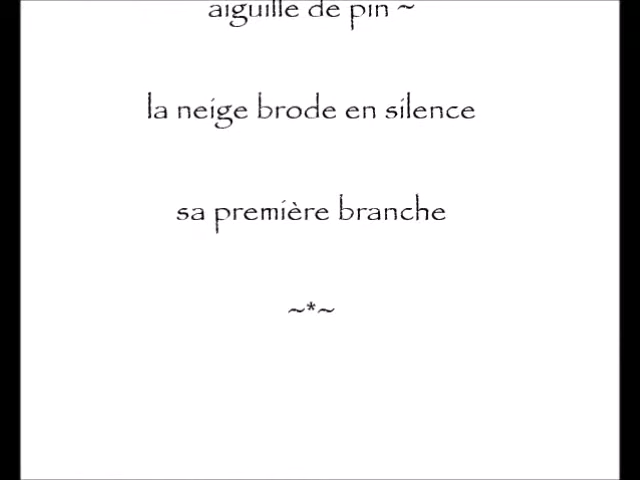 aiguille de pin ~
la neige brode en silence
sa première branche
~*~